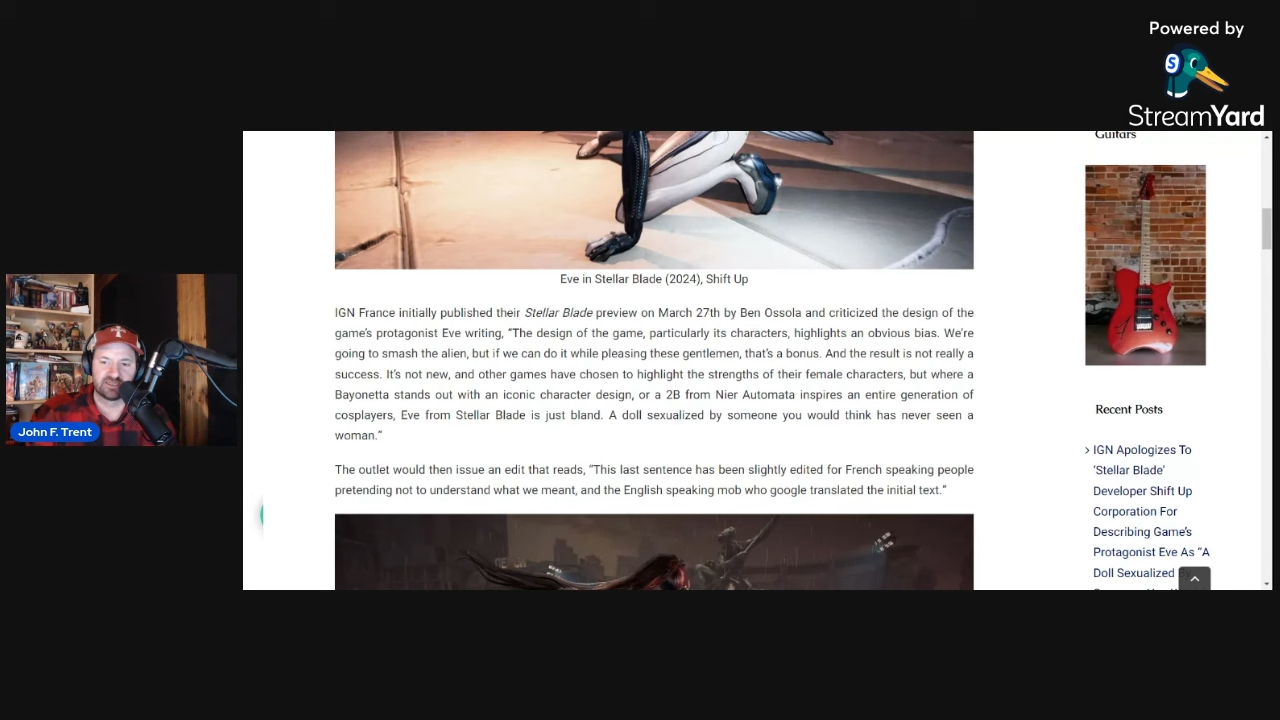 Powered by
S
StreamYard
Guitars
Eve in Stellar Blade (2024), Shift Up
IGN France initially published their Stellar Blade preview on March 27th by Ben Ossola and criticized the design of the
game's protagonist Eve writing, “The design of the game, particularly its characters, highlights an obvious bias. We're
going to smash the alien, but if we can do it while pleasing these gentlemen, that's a bonus. And the result is not really a
success. It's not new, and other games have chosen to highlight the strengths of their female characters, but where a
Bayonetta stands out with an iconic character design, or a 2B from Nier Automata inspires an entire generation of
cosplayers, Eve from Stellar Blade is just bland. A doll sexualized by someone you would think has never seen a
woman.”
The outlet would then issue an edit that reads, “This last sentence has been slightly edited for French speaking people
pretending not to understand what we meant, and the English speaking mob who google translated the initial text.”
Recent Posts
IGN Apologizes To
‘Stellar Blade’
Developer Shift Up
Corporation For
Describing Game's
Protagonist Eve As “A
Doll Sexualized
John F. Trent